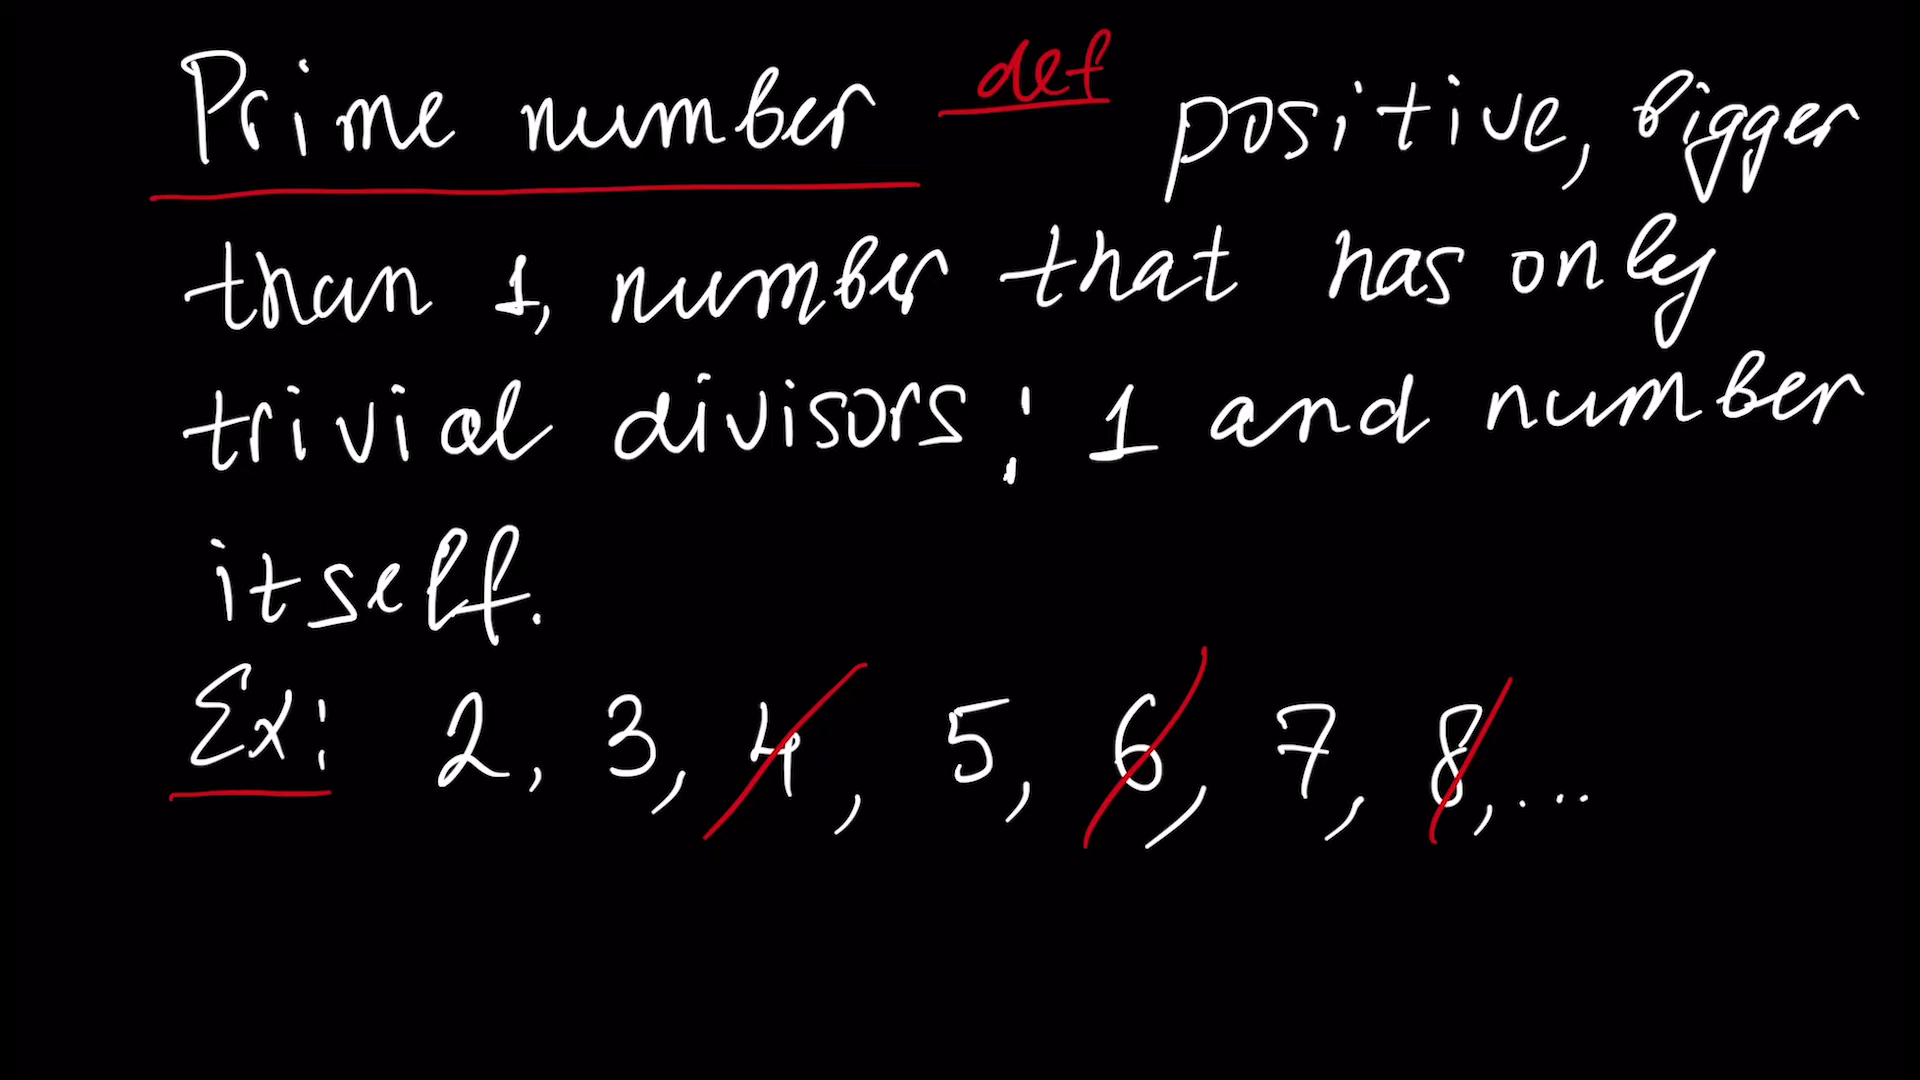 Prime number def positive, bigger
than 1, number that has only
trivial divisors: 1 and number
itself.
Ex: 2, 3, 4, 5, 6, 7, 8, ...